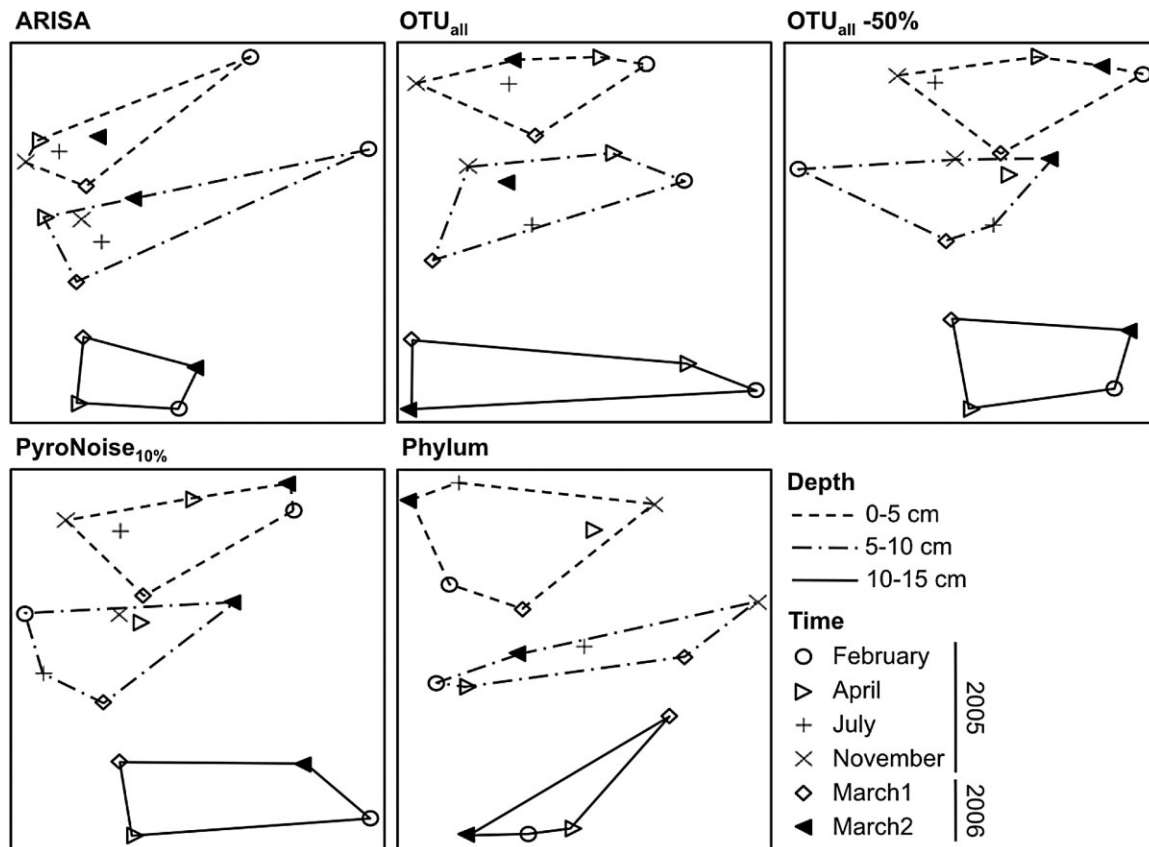 ARISA
OTUall
OTUall -50%
PyroNoise10%
Phylum
Depth
0-5 cm
5-10 cm
10-15 cm
Time
February
April
July
November
March1
March2
2005
2006